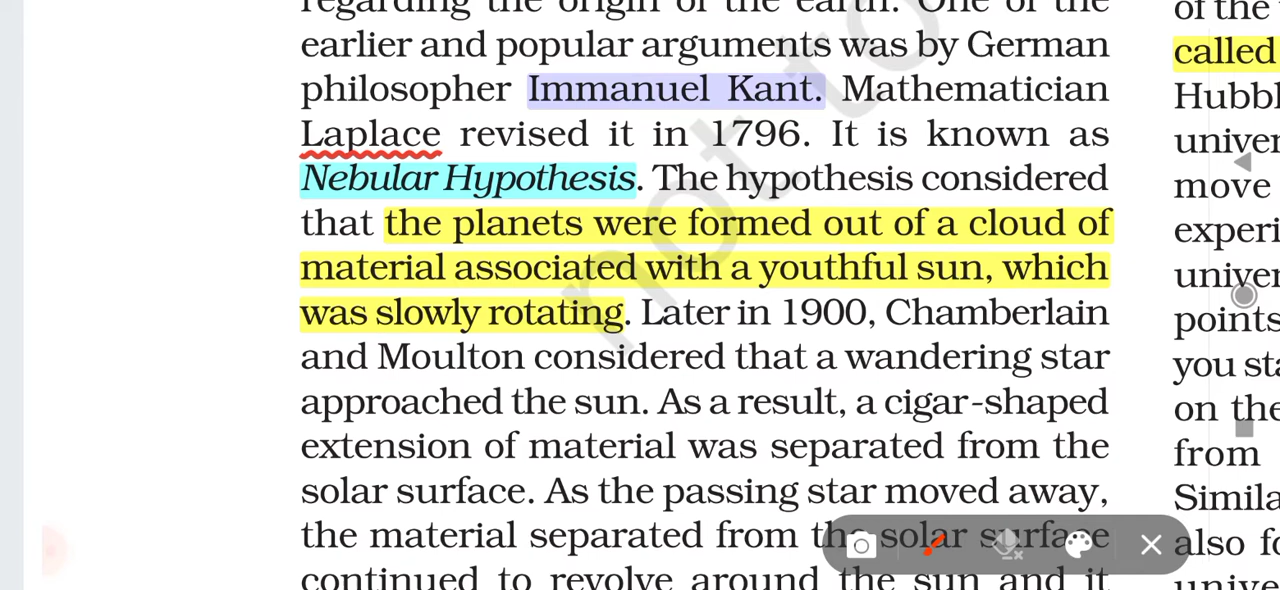 regarding the origin of the earth. One of the
earlier and popular arguments was by German
philosopher Immanuel Kant. Mathematician
Laplace revised it in 1796. It is known as
Nebular Hypothesis. The hypothesis considered
that the planets were formed out of a cloud of
material associated with a youthful sun, which
was slowly rotating. Later in 1900, Chamberlain
and Moulton considered that a wandering star
approached the sun. As a result, a cigar-shaped
extension of material was separated from the
solar surface. As the passing star moved away,
the material separated from the solar surface
continued to revolve around the sun and it
not to
of the
called
Hubbl
univer
move
experi
univer
points
you sta
on the
from
Simila
also fo
unive